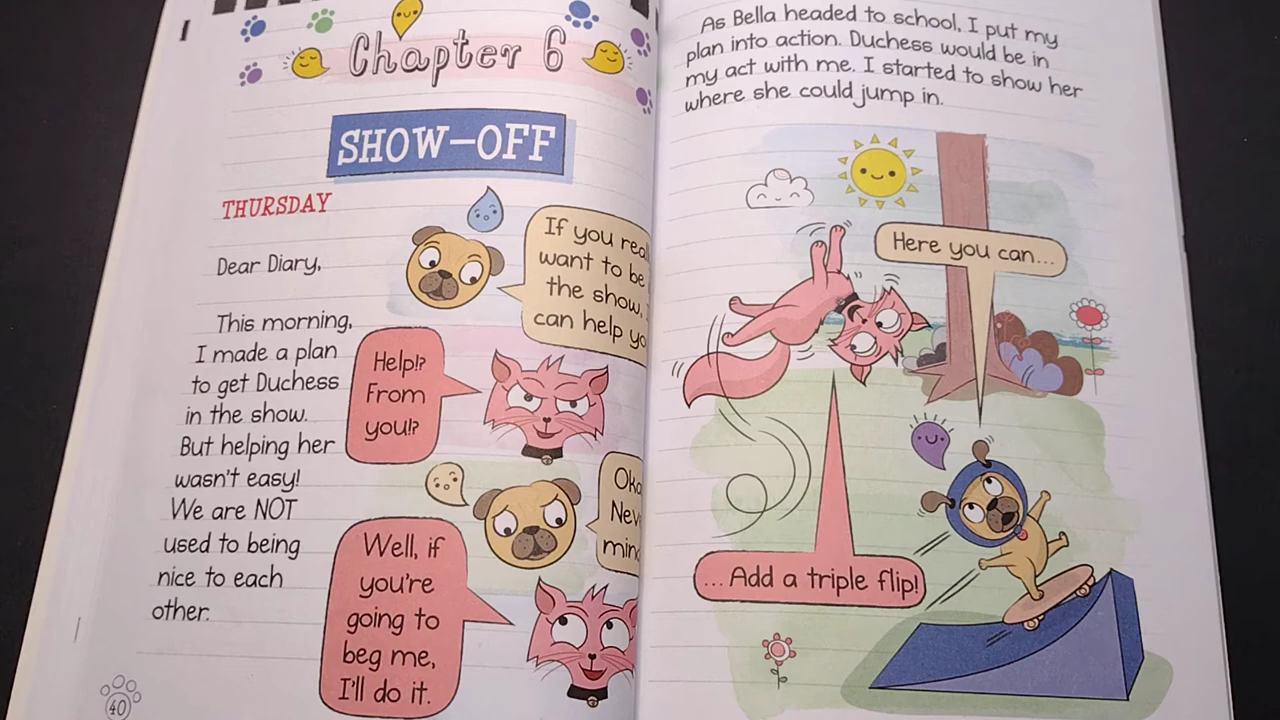 Chapter 6
SHOW-OFF
THURSDAY
Dear Diary,
This morning,
I made a plan
to get Duchess
in the show.
But helping her
wasn't easy!
We are NOT
used to being
nice to each
other.
If you
want to be
the show,
can help
Help!?
From
you!?
Well, if
you're
going to
beg me,
I'll do it.
40
As Bella headed to school, I put my
plan into action. Duchess would be in
my act with me. I started to show her
where she could jump in.
Here you can...
...Add a triple flip!